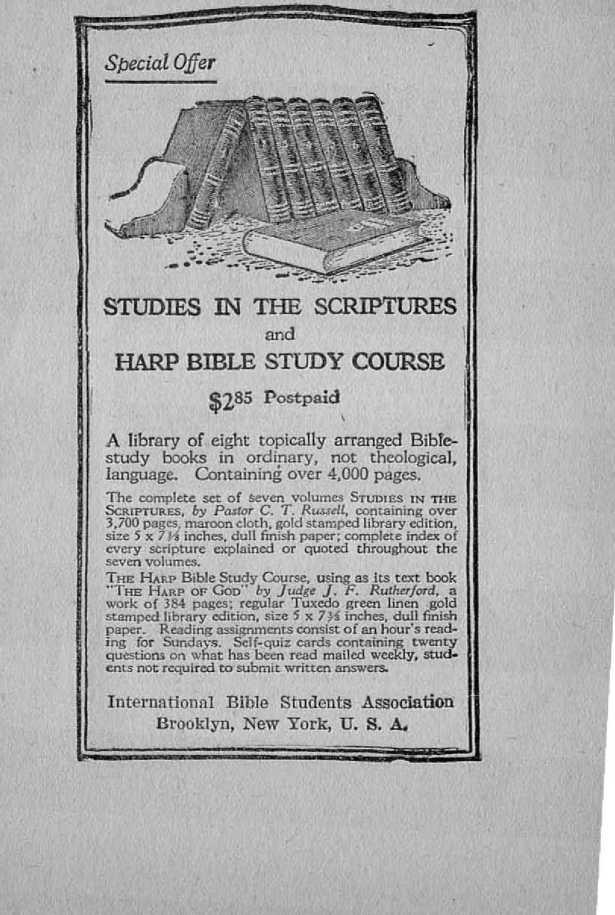 Special Offer
STUDIES IN THE SCRIPTURES
and
HARP BIBLE STUDY COURSE
$2.85 Postpaid
A library of eight topically arranged Bible-
study books in ordinary, not theological,
language. Containing over 4,000 pages.
The complete set of seven volumes STUDIES IN THE
SCRIPTURES, by Pastor C. T. Russell, containing over
3,700 pages, maroon cloth, gold stamped library edition,
size 5 x 7⅜ inches, dull finish paper; complete index of
every scripture explained or quoted throughout the
seven volumes.
THE HARP Bible Study Course, using as its text book
"THE HARP OF GOD" by Judge J. F. Rutherford, a
work of 384 pages; regular Tuxedo green linen gold
stamped library edition, size 5 x 7⅜ inches, dull finish
paper. Reading assignments consist of an hour's read-
ing for Sundays. Self-quiz cards containing twenty
questions on what has been read mailed weekly, stud-
ents not required to submit written answers.
International Bible Students Association
Brooklyn, New York, U. S. A.